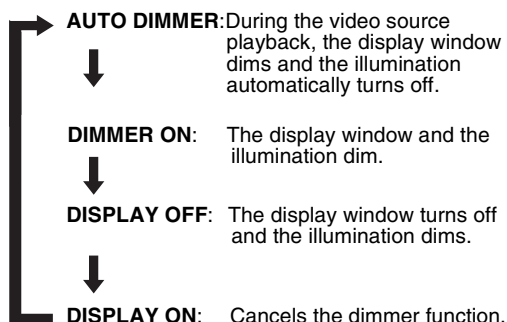 AUTO DIMMER:During the video source
playback, the display window
dims and the illumination
automatically turns off.
DIMMER ON: The display window and the
illumination dim.
DISPLAY OFF: The display window turns off
and the illumination dims.
DISPLAY ON: Cancels the dimmer function.